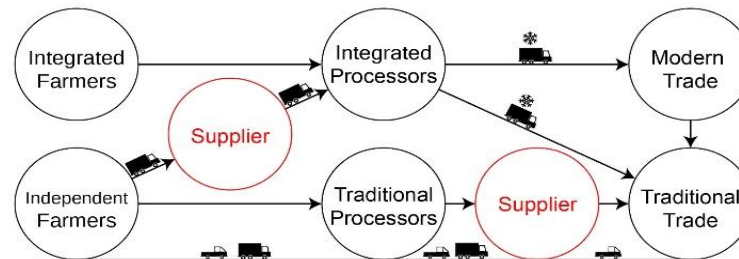 Integrated
Farmers
Integrated
Processors
Modern
Trade
Supplier
Independent
Farmers
Traditional
Processors
Supplier
Traditional
Trade